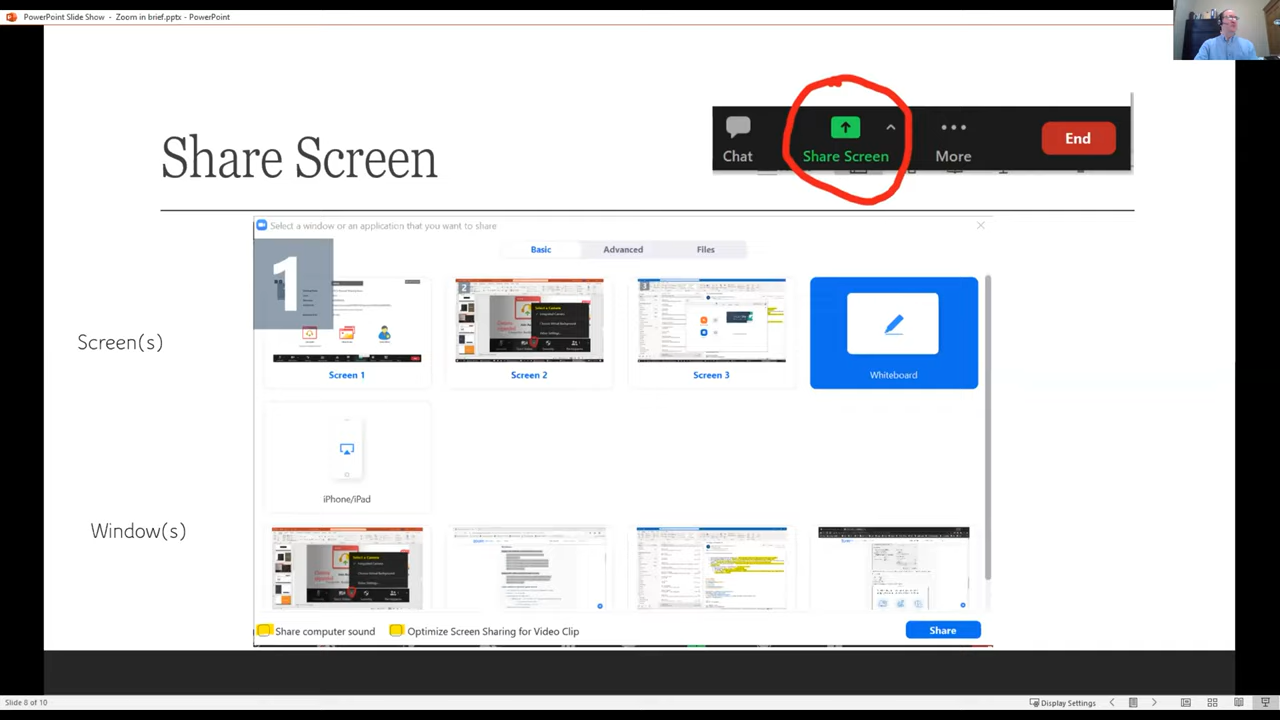 PowerPoint Slide Show - Zoom in brief.pptx - PowerPoint
Share Screen
Chat
Share Screen
More
End
Select a window or an application that you want to share
Basic
Advanced
Files
1
2
3
Screen(s)
Screen 1
Screen 2
Screen 3
Whiteboard
iPhone/iPad
Window(s)
Share computer sound
Optimize Screen Sharing for Video Clip
Share
Slide 8 of 10
Display Settings